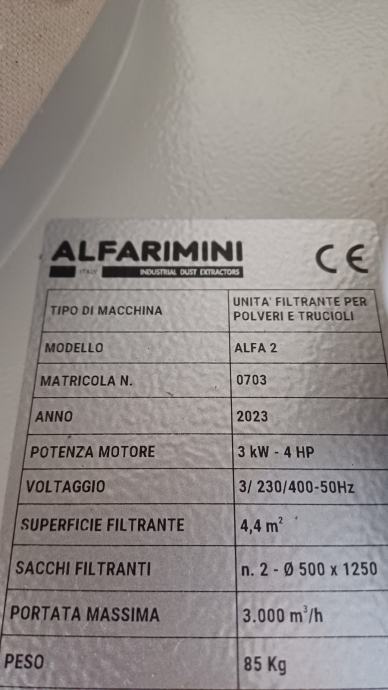 ALFARIMINI
ITALY INDUSTRIAL DUST EXTRACTORS
CE
TIPO DI MACCHINA UNITA' FILTRANTE PER
POLVERI E TRUCIOLI
MODELLO ALFA 2
MATRICOLA N. 0703
ANNO 2023
POTENZA MOTORE 3 kW - 4 HP
VOLTAGGIO 3/ 230/400-50Hz
SUPERFICIE FILTRANTE 4,4 m²
SACCHI FILTRANTI n. 2 - Ø 500 x 1250
PORTATA MASSIMA 3.000 m³/h
PESO 85 Kg